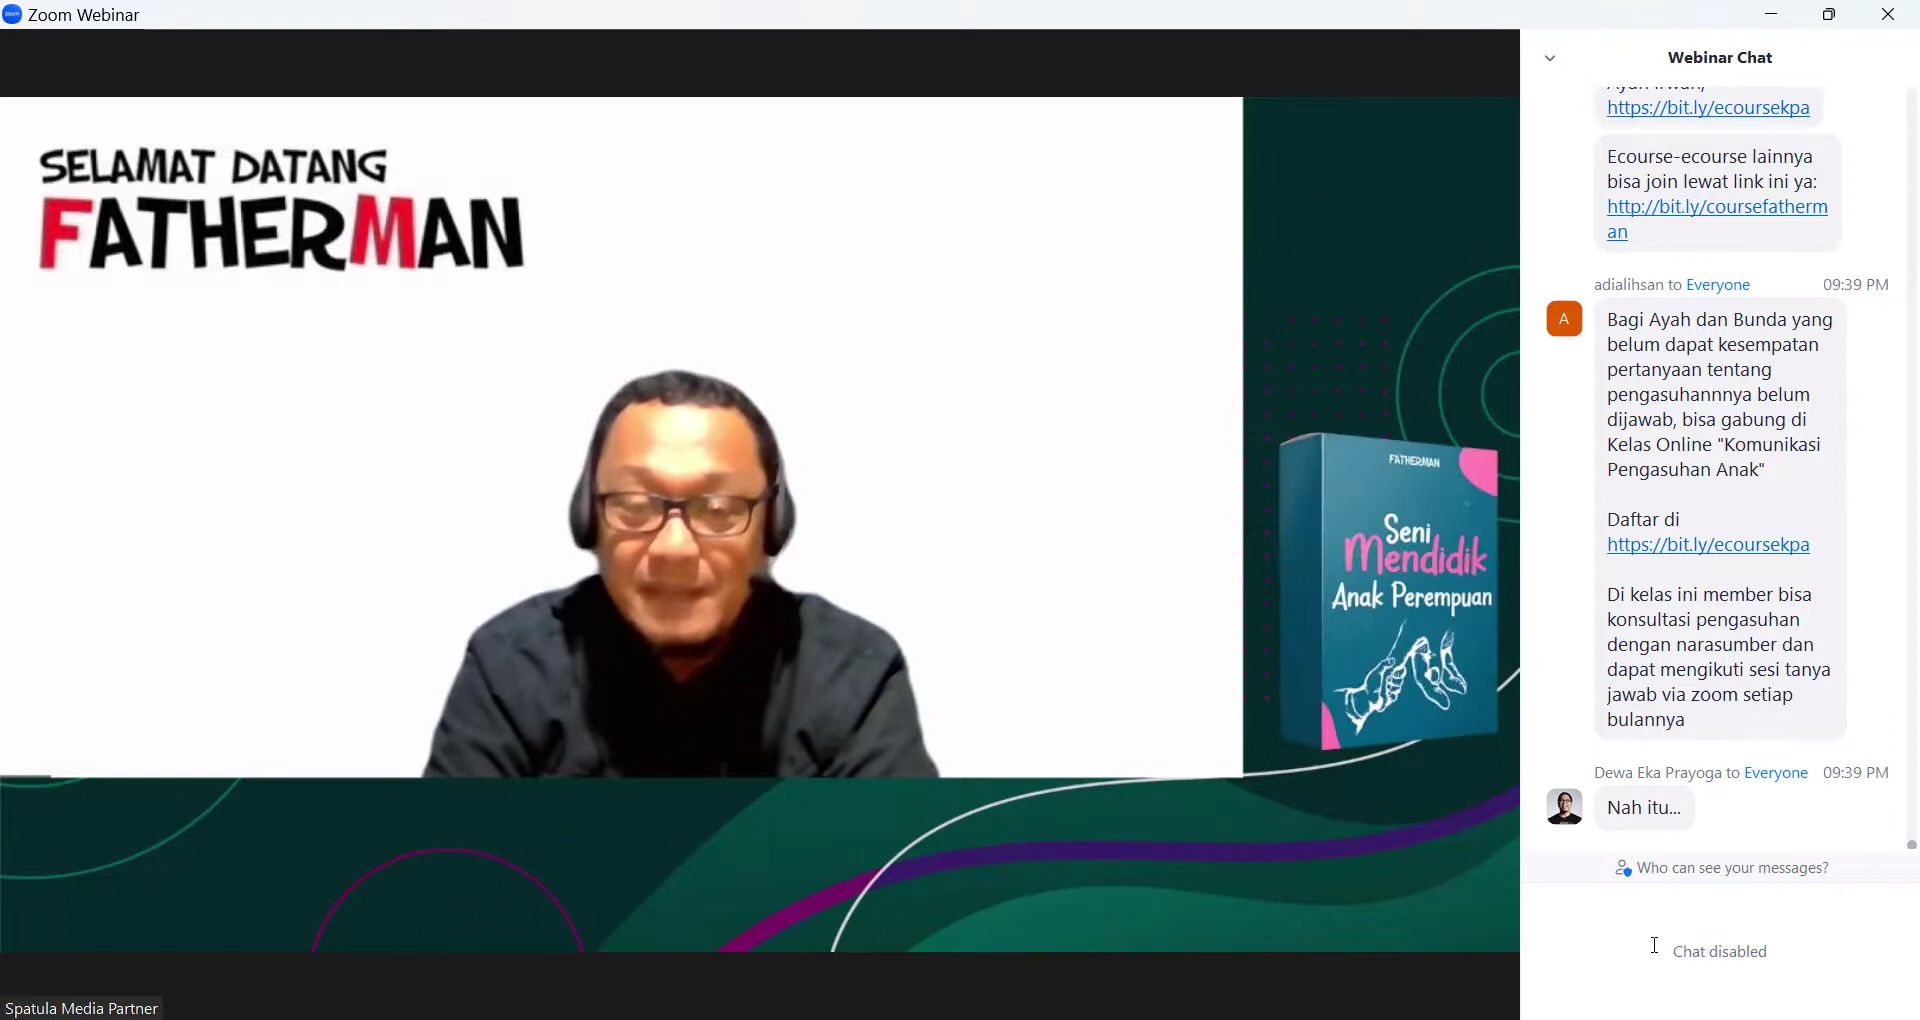 Zoom Webinar
SELAMAT DATANG
FATHERMAN
FATHERMAN
Seni
Mendidik
Anak Perempuan
Spatula Media Partner
Webinar Chat
https://bit.ly/ecoursekpa
Ecourse-ecourse lainnya
bisa join lewat link ini ya:
http://bit.ly/coursefatherm
an
adialihsan to Everyone 09:39 PM
A
Bagi Ayah dan Bunda yang
belum dapat kesempatan
pertanyaan tentang
pengasuhannnya belum
dijawab, bisa gabung di
Kelas Online "Komunikasi
Pengasuhan Anak"
Daftar di
https://bit.ly/ecoursekpa
Di kelas ini member bisa
konsultasi pengasuhan
dengan narasumber dan
dapat mengikuti sesi tanya
jawab via zoom setiap
bulannya
Dewa Eka Prayoga to Everyone 09:39 PM
Nah itu...
Who can see your messages?
Chat disabled